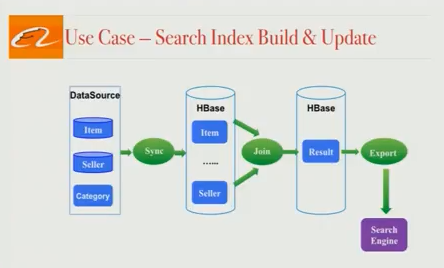 Use Case – Search Index Build & Update
DataSource
Item
Seller
Category
Sync
HBase
Item
......
Seller
Join
HBase
Result
Export
Search
Engine